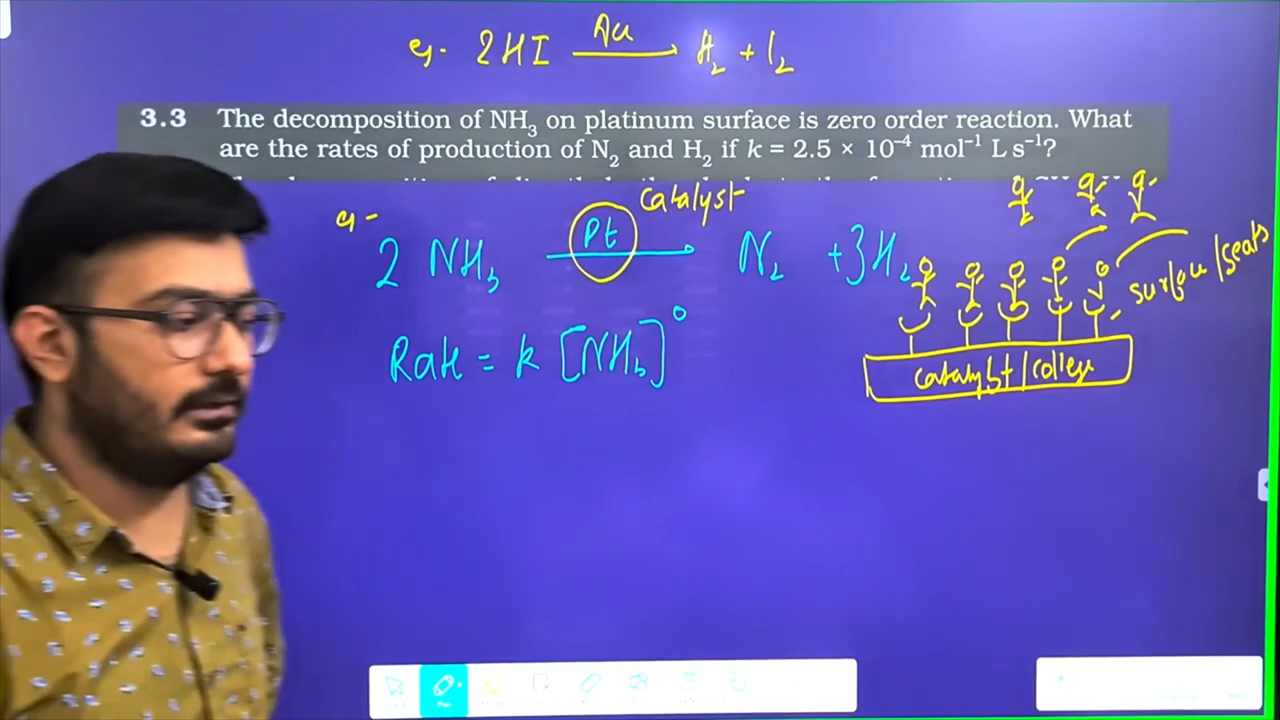 eg. 2HI Au → H₂ + I₂
3.3 The decomposition of NH₃ on platinum surface is zero order reaction. What
are the rates of production of N₂ and H₂ if k = 2.5 × 10⁻⁴ mol⁻¹ L s⁻¹?
catalyst
eg - 2 NH₃ Pt → N₂ + 3H₂
surface/seats
Rate = k [NH₃]⁰
catalyst/college
Pen